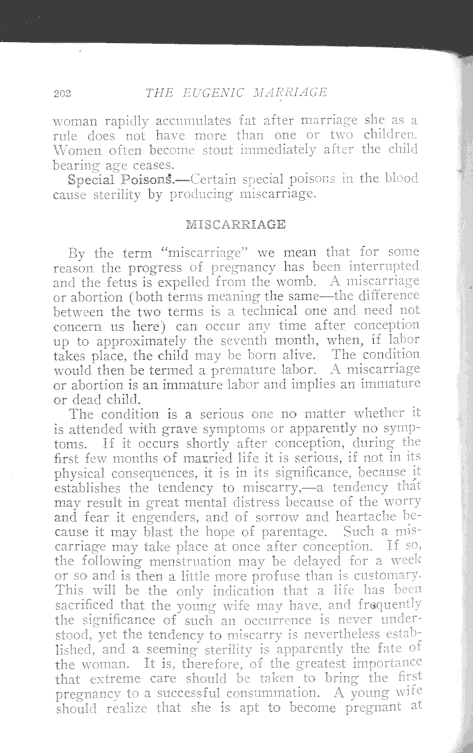 202 THE EUGENIC MARRIAGE
woman rapidly accumulates fat after marriage she as a
rule does not have more than one or two children.
Women often become stout immediately after the child
bearing age ceases.
Special Poisons.—Certain special poisons in the blood
cause sterility by producing miscarriage.
MISCARRIAGE
By the term “miscarriage” we mean that for some
reason the progress of pregnancy has been interrupted
and the fetus is expelled from the womb. A miscarriage
or abortion (both terms meaning the same—the difference
between the two terms is a technical one and need not
concern us here) can occur any time after conception
up to approximately the seventh month, when, if labor
takes place, the child may be born alive. The condition
would then be termed a premature labor. A miscarriage
or abortion is an immature labor and implies an immature
or dead child.
The condition is a serious one no matter whether it
is attended with grave symptoms or apparently no symp-
toms. If it occurs shortly after conception, during the
first few months of married life it is serious, if not in its
physical consequences, it is in its significance, because it
establishes the tendency to miscarry,—a tendency that
may result in great mental distress because of the worry
and fear it engenders, and of sorrow and heartache be-
cause it may blast the hope of parentage. Such a mis-
carriage may take place at once after conception. If so,
the following menstruation may be delayed for a week
or so and is then a little more profuse than is customary.
This will be the only indication that a life has been
sacrificed that the young wife may have, and frequently
the significance of such an occurrence is never under-
stood, yet the tendency to miscarry is nevertheless estab-
lished, and a seeming sterility is apparently the fate of
the woman. It is, therefore, of the greatest importance
that extreme care should be taken to bring the first
pregnancy to a successful consummation. A young wife
should realize that she is apt to become pregnant at